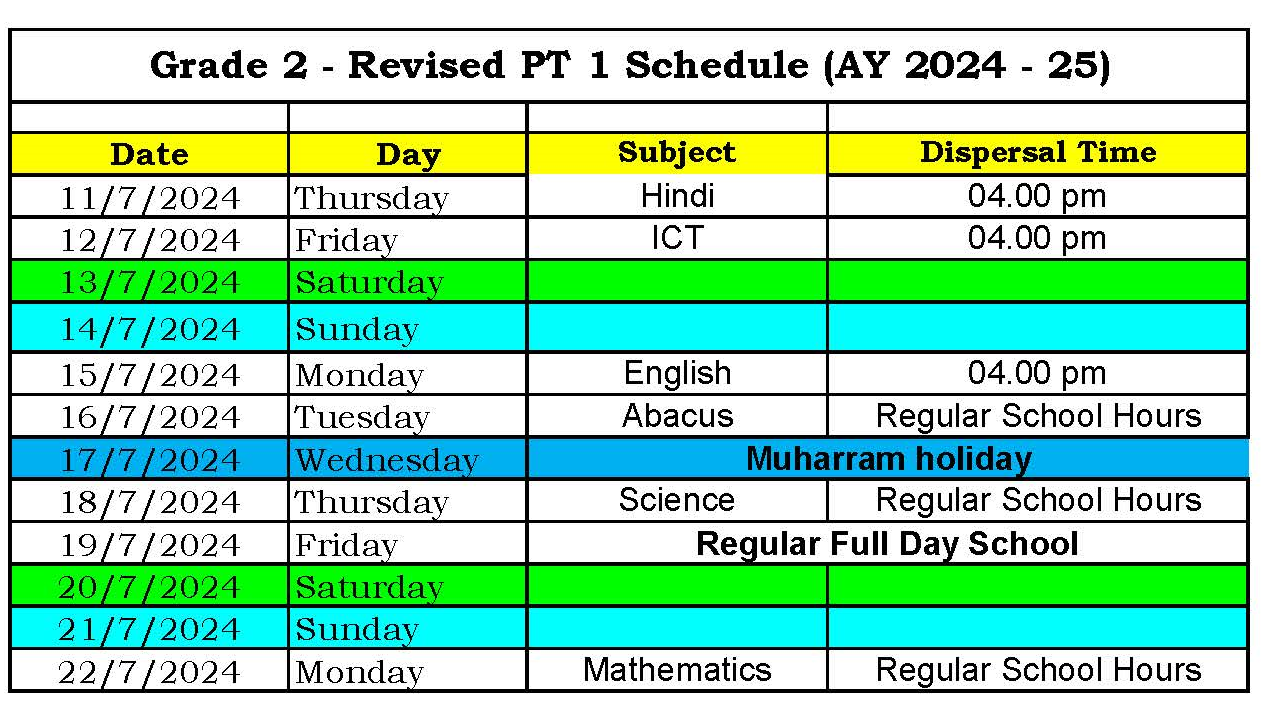 Grade 2 - Revised PT 1 Schedule (AY 2024 - 25)
Date Day Subject Dispersal Time
11/7/2024 Thursday Hindi 04.00 pm
12/7/2024 Friday ICT 04.00 pm
13/7/2024 Saturday
14/7/2024 Sunday
15/7/2024 Monday English 04.00 pm
16/7/2024 Tuesday Abacus Regular School Hours
17/7/2024 Wednesday Muharram holiday
18/7/2024 Thursday Science Regular School Hours
19/7/2024 Friday Regular Full Day School
20/7/2024 Saturday
21/7/2024 Sunday
22/7/2024 Monday Mathematics Regular School Hours